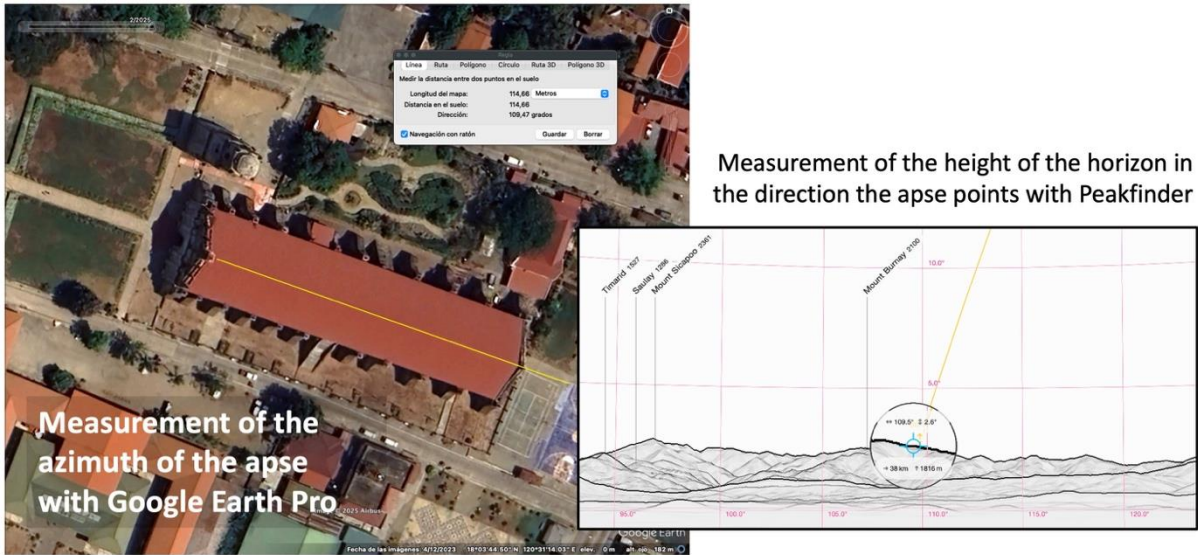 2/2025
Regla
Línea Ruta Polígono Círculo Ruta 3D Polígono 3D
Medir la distancia entre dos puntos en el suelo
Longitud del mapa: 114,66 Metros
Distancia en el suelo: 114,66
Dirección: 109,47 grados
Navegación con ratón Guardar Borrar
Measurement of the
azimuth of the apse
with Google Earth Pro
© 2025 Airbus
Google Earth
Fecha de las imágenes: 4/12/2023 18°03'44.50" N 120°31'14.03" E elev. 0 m alt. ojo 182 m
Measurement of the height of the horizon in
the direction the apse points with Peakfinder
Timarid 1527
Saulay 1286
Mount Sicapoo 2361
Mount Burnay 2100
10.0°
5.0°
109.5° 2.6°
38 km 1816 m
95.0° 100.0° 105.0° 110.0° 115.0° 120.0°